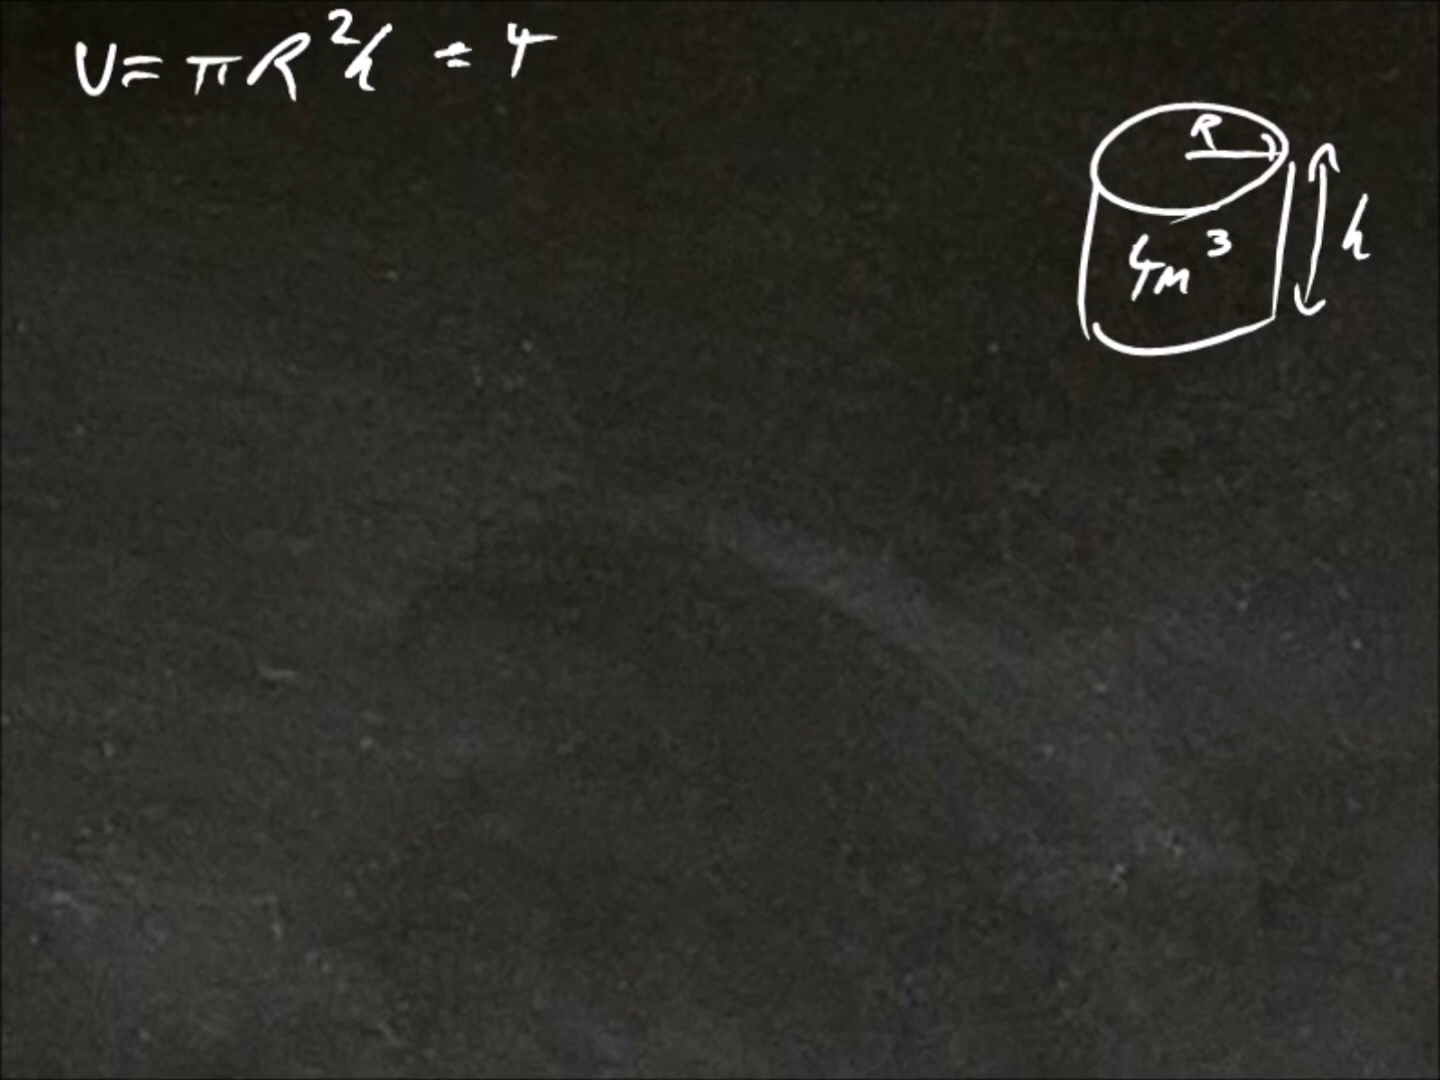 V = πR²h = 4
R
h
4m³